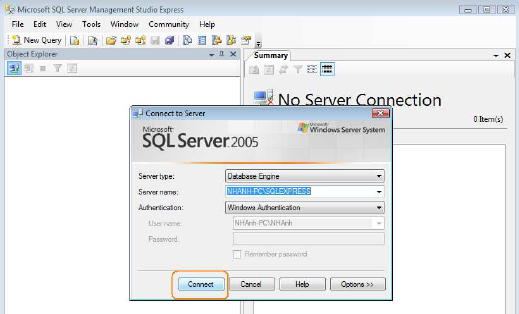 Microsoft SQL Server Management Studio Express
File Edit View Tools Window Community Help
New Query
Object Explorer
Summary
No Server Connection
0 Item(s)
Connect to Server
Microsoft
SQL Server 2005
Microsoft
Windows Server System
Server type: Database Engine
Server name: NHANH-PC\SQLEXPRESS
Authentication: Windows Authentication
User name: NHAnh-PC\NHAnh
Password:
Remember password
Connect Cancel Help Options >>